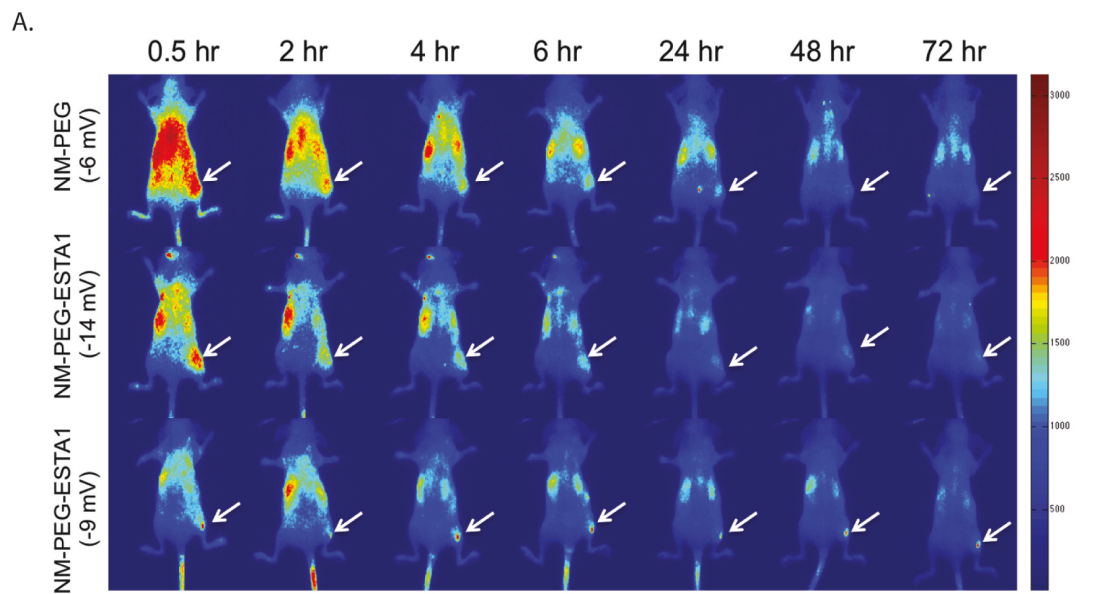 A.
0.5 hr 2 hr 4 hr 6 hr 24 hr 48 hr 72 hr
NM-PEG
(-6 mV)
NM-PEG-ESTA1
(-14 mV)
NM-PEG-ESTA1
(-9 mV)
3000
2500
2000
1500
1000
500